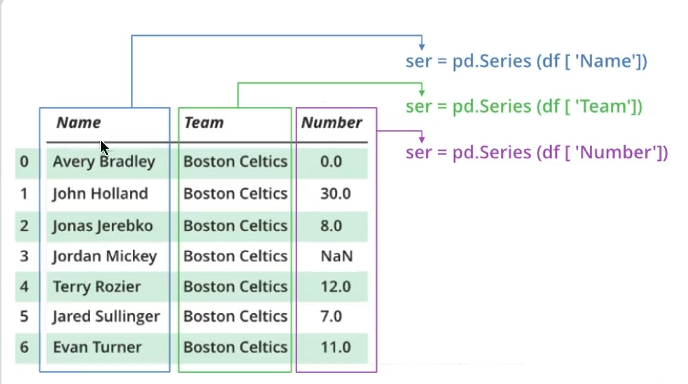 ser = pd.Series (df [ 'Name'])
ser = pd.Series (df [ 'Team'])
ser = pd.Series (df [ 'Number'])
Name Team Number
0 Avery Bradley Boston Celtics 0.0
1 John Holland Boston Celtics 30.0
2 Jonas Jerebko Boston Celtics 8.0
3 Jordan Mickey Boston Celtics NaN
4 Terry Rozier Boston Celtics 12.0
5 Jared Sullinger Boston Celtics 7.0
6 Evan Turner Boston Celtics 11.0